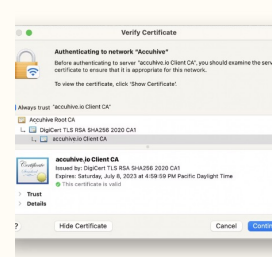 Verify Certificate
Authenticating to network "Accuhive"
Before authenticating to server "accuhive.io Client CA", you should examine the serv
certificate to ensure that it is appropriate for this network.
To view the certificate, click 'Show Certificate'.
Always trust "accuhive.io Client CA"
Accuhive Root CA
DigiCert TLS RSA SHA256 2020 CA1
accuhive.io Client CA
Certificate
accuhive.io Client CA
Issued by: DigiCert TLS RSA SHA256 2020 CA1
Expires: Saturday, July 8, 2023 at 4:59:59 PM Pacific Daylight Time
This certificate is valid
> Trust
> Details
?
Hide Certificate
Cancel
Contin